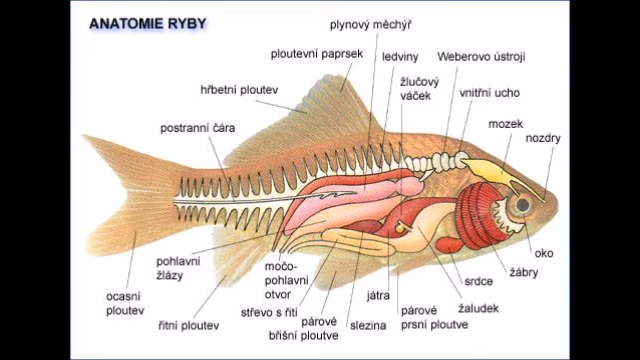 ANATOMIE RYBY
plynový měchýř
ploutevní paprsek
ledviny
Weberovo ústrojí
hřbetní ploutev
žlučový
váček
vnitřní ucho
postranní čára
mozek
nozdry
pohlavní
žlázy
močo-
pohlavní
otvor
oko
žábry
srdce
ocasní
ploutev
řitní ploutev
střevo s řití
párové
břišní ploutve
slezina
játra
párové
prsní ploutve
žaludek